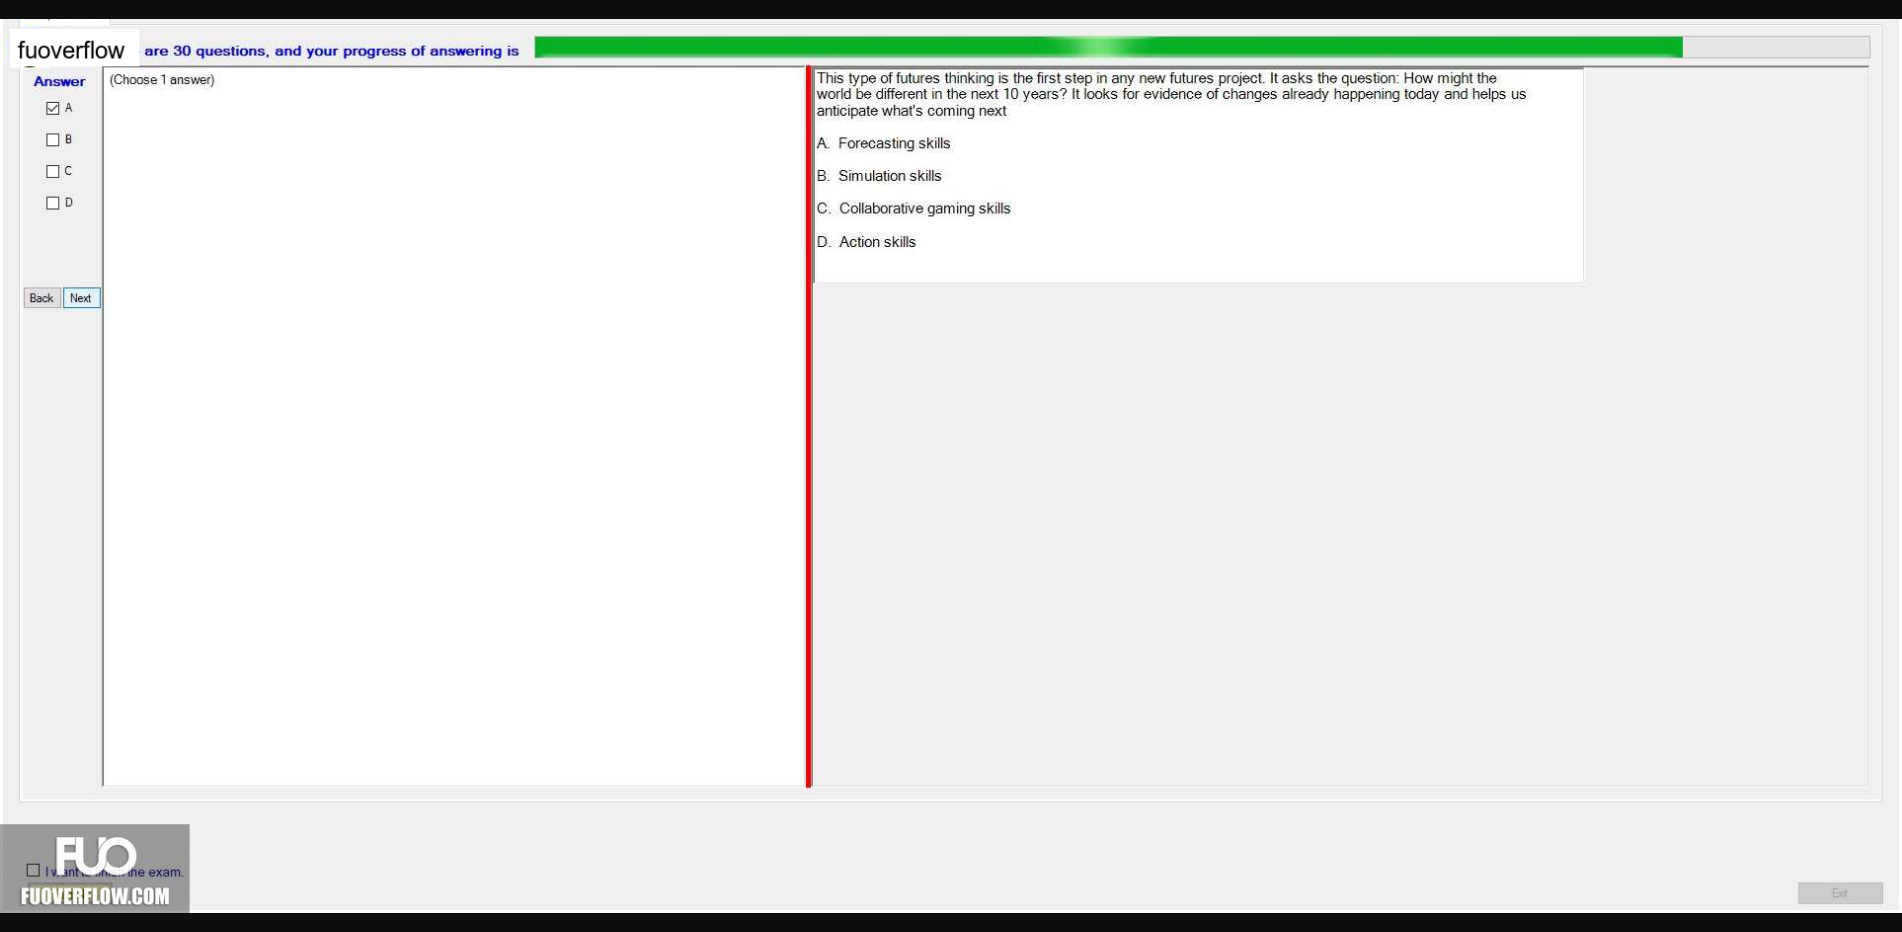 fuoverflow are 30 questions, and your progress of answering is
Answer
(Choose 1 answer)
A
B
C
D
Back Next
This type of futures thinking is the first step in any new futures project. It asks the question: How might the
world be different in the next 10 years? It looks for evidence of changes already happening today and helps us
anticipate what's coming next
A. Forecasting skills
B. Simulation skills
C. Collaborative gaming skills
D. Action skills
FUO
I want to finish the exam.
FUOVERFLOW.COM
Exit